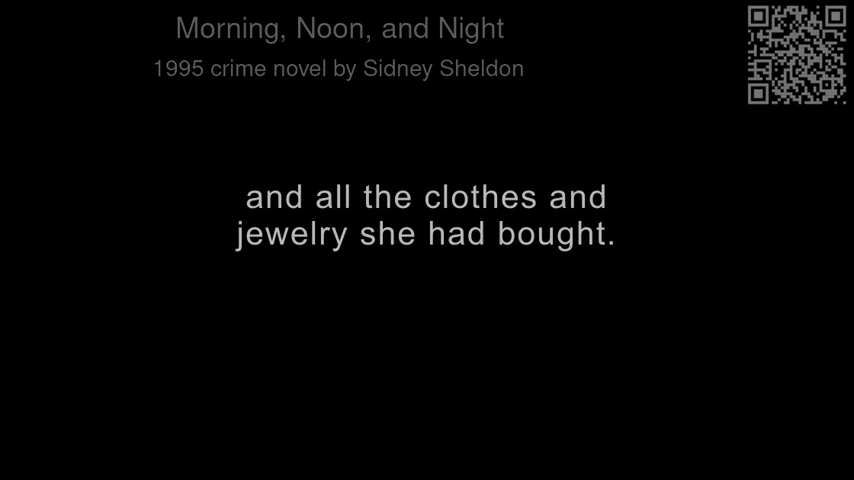 Morning, Noon, and Night
1995 crime novel by Sidney Sheldon
and all the clothes and
jewelry she had bought.